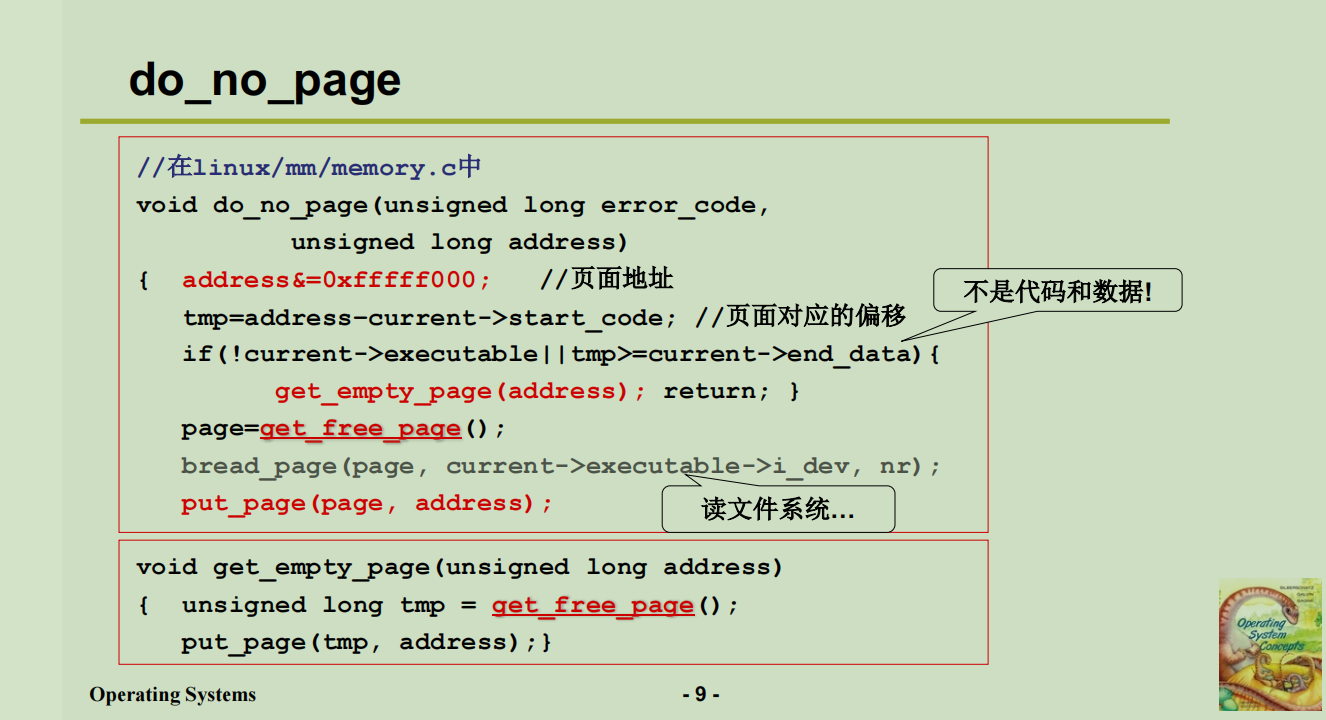 do_no_page
//在linux/mm/memory.c中
void do_no_page(unsigned long error_code,
unsigned long address)
{ address&=0xfffff000; //页面地址
tmp=address-current->start_code; //页面对应的偏移
if(!current->executable||tmp>=current->end_data){
get_empty_page(address); return; }
page=get_free_page();
bread_page(page, current->executable->i_dev, nr);
put_page(page, address);
不是代码和数据!
读文件系统…
void get_empty_page(unsigned long address)
{ unsigned long tmp = get_free_page();
put_page(tmp, address);}
Operating Systems
- 9 -
Operating
System
Concepts